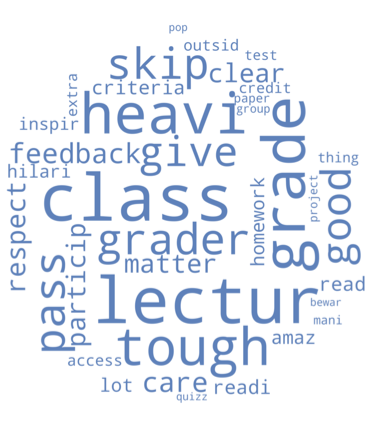 pop
outsid
skip
test
clear
extra
criteria
credit
heavi
paper
group
inspir
grade
feedback
give
thing
hilari
class
respect
homework
project
good
grader
particip
pass
matter
lectur
read
bewar
mani
tough
amaz
access
lot
care
readi
quizz